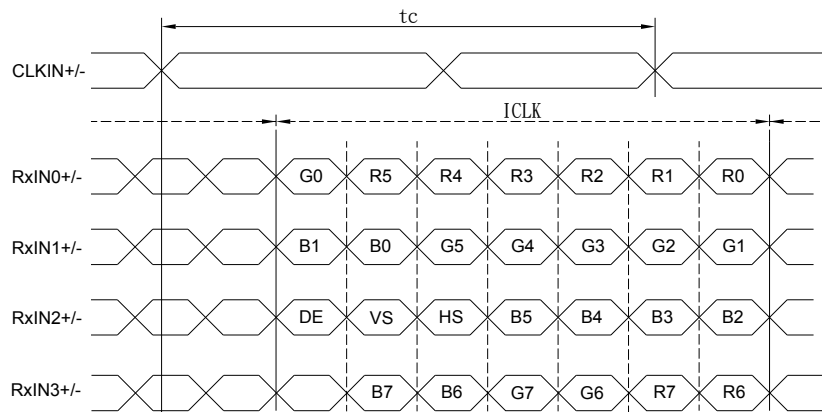 tc
CLKIN+/-
ICLK
RxIN0+/- G0 R5 R4 R3 R2 R1 R0
RxIN1+/- B1 B0 G5 G4 G3 G2 G1
RxIN2+/- DE VS HS B5 B4 B3 B2
RxIN3+/- B7 B6 G7 G6 R7 R6